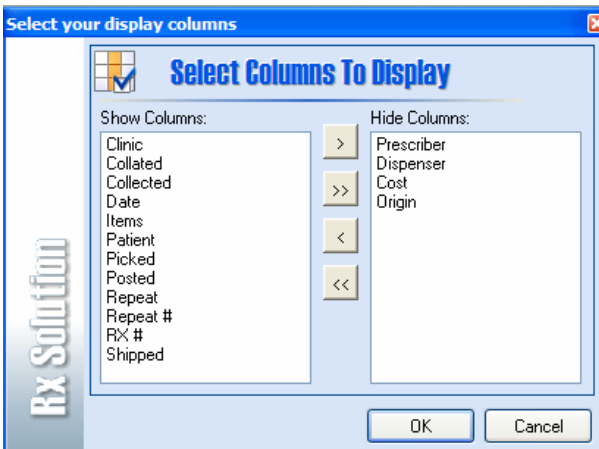 Select your display columns
Select Columns To Display
Show Columns:
Clinic
Collated
Collected
Date
Items
Patient
Picked
Posted
Repeat
Repeat #
RX #
Shipped
>
>>
<
<<
Hide Columns:
Prescriber
Dispenser
Cost
Origin
Rx Solution
OK
Cancel